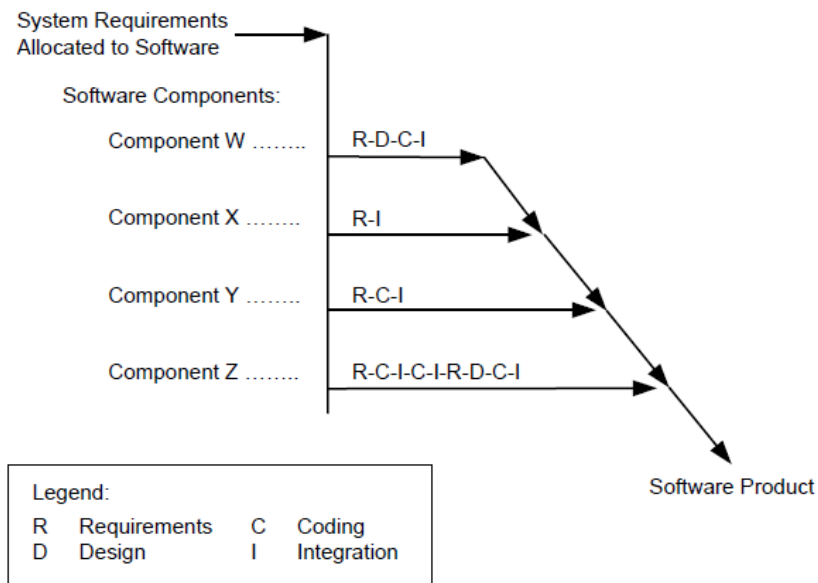 System Requirements
Allocated to Software
Software Components:
Component W ........ R-D-C-I
Component X ........ R-I
Component Y ........ R-C-I
Component Z ........ R-C-I-C-I-R-D-C-I
Software Product
Legend:
R Requirements C Coding
D Design I Integration